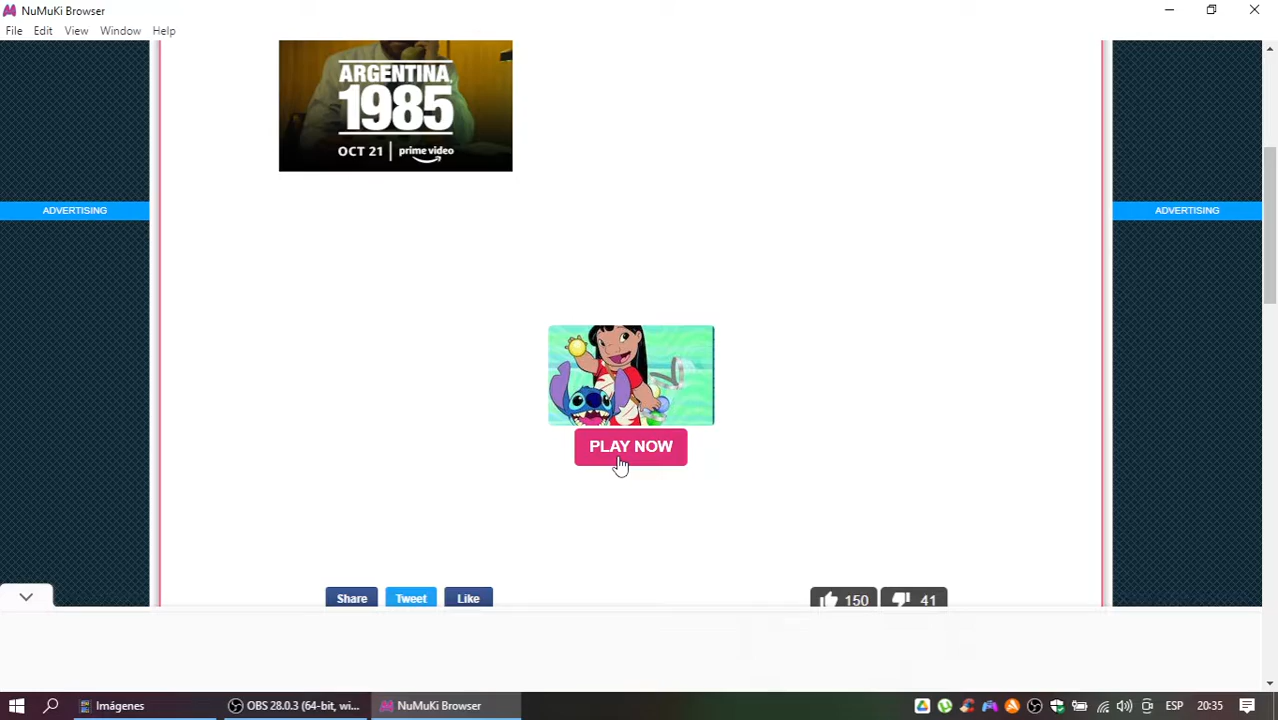 NuMuKi Browser
File Edit View Window Help
ARGENTINA,
1985
OCT 21 | prime video
ADVERTISING
ADVERTISING
PLAY NOW
Share Tweet Like
150 41
Imágenes
OBS 28.0.3 (64-bit, wi...
NuMuKi Browser
ESP
20:35